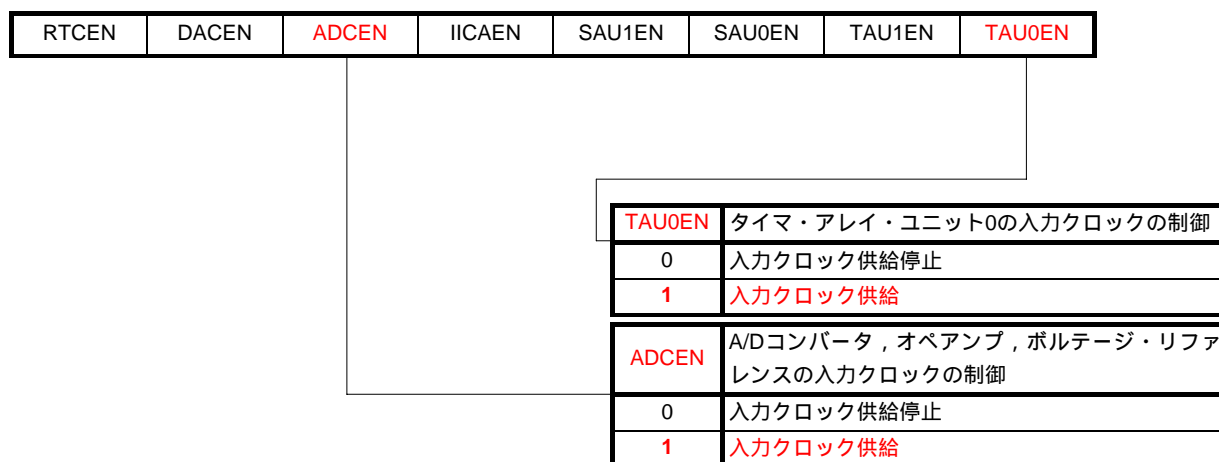 RTCEN DACEN ADCEN IICAEN SAU1EN SAU0EN TAU1EN TAU0EN
TAU0EN タイマ・アレイ・ユニット0の入力クロックの制御
0 入力クロック供給停止
1 入力クロック供給
ADCEN A/Dコンバータ，オペアンプ，ボルテージ・リファ
レンスの入力クロックの制御
0 入力クロック供給停止
1 入力クロック供給